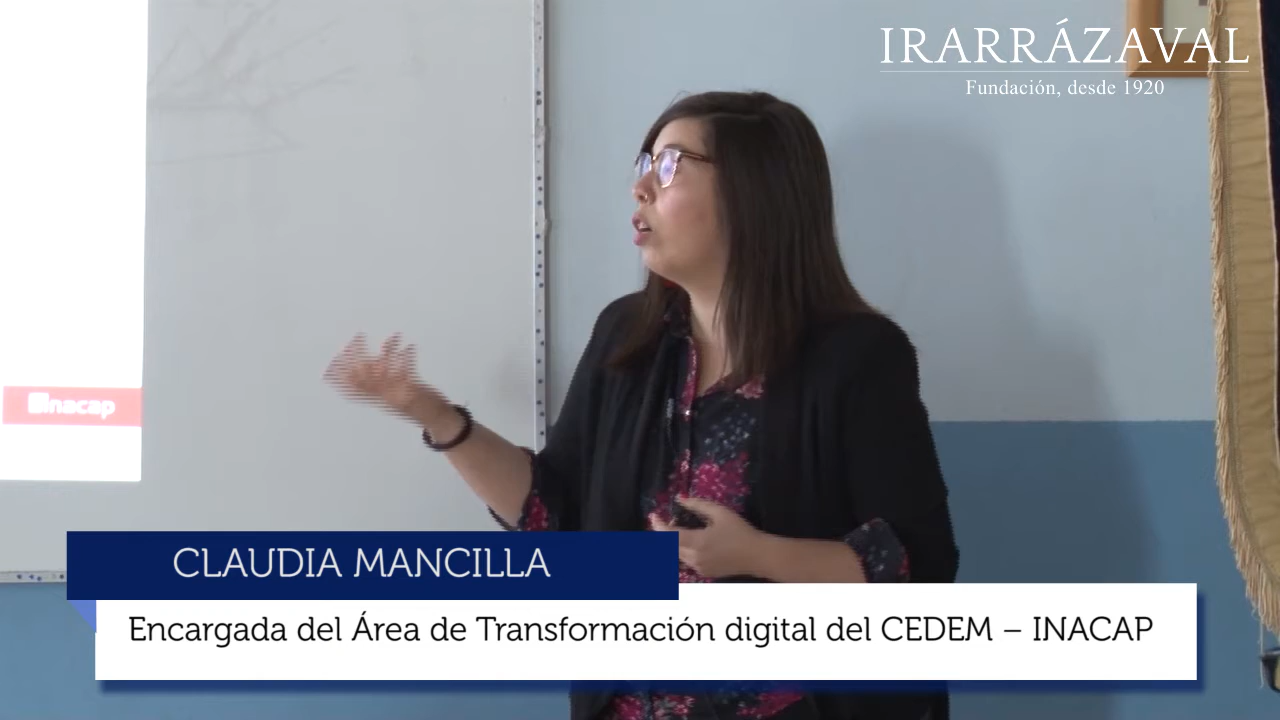 IRARRÁZAVAL
Fundación, desde 1920
inacap
CLAUDIA MANCILLA
Encargada del Área de Transformación digital del CEDEM – INACAP